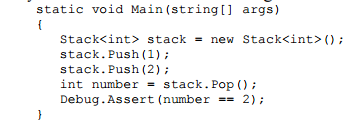 static void Main(string[] args)
{
Stack<int> stack = new Stack<int>();
stack.Push(1);
stack.Push(2);
int number = stack.Pop();
Debug.Assert(number == 2);
}